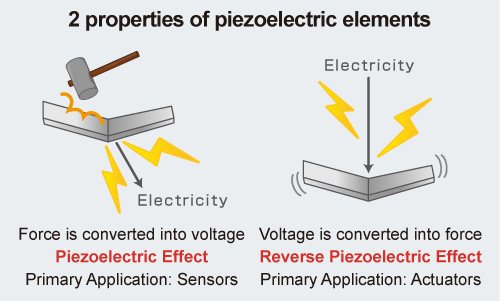 2 properties of piezoelectric elements
Electricity
Electricity
Force is converted into voltage
Piezoelectric Effect
Primary Application: Sensors
Voltage is converted into force
Reverse Piezoelectric Effect
Primary Application: Actuators